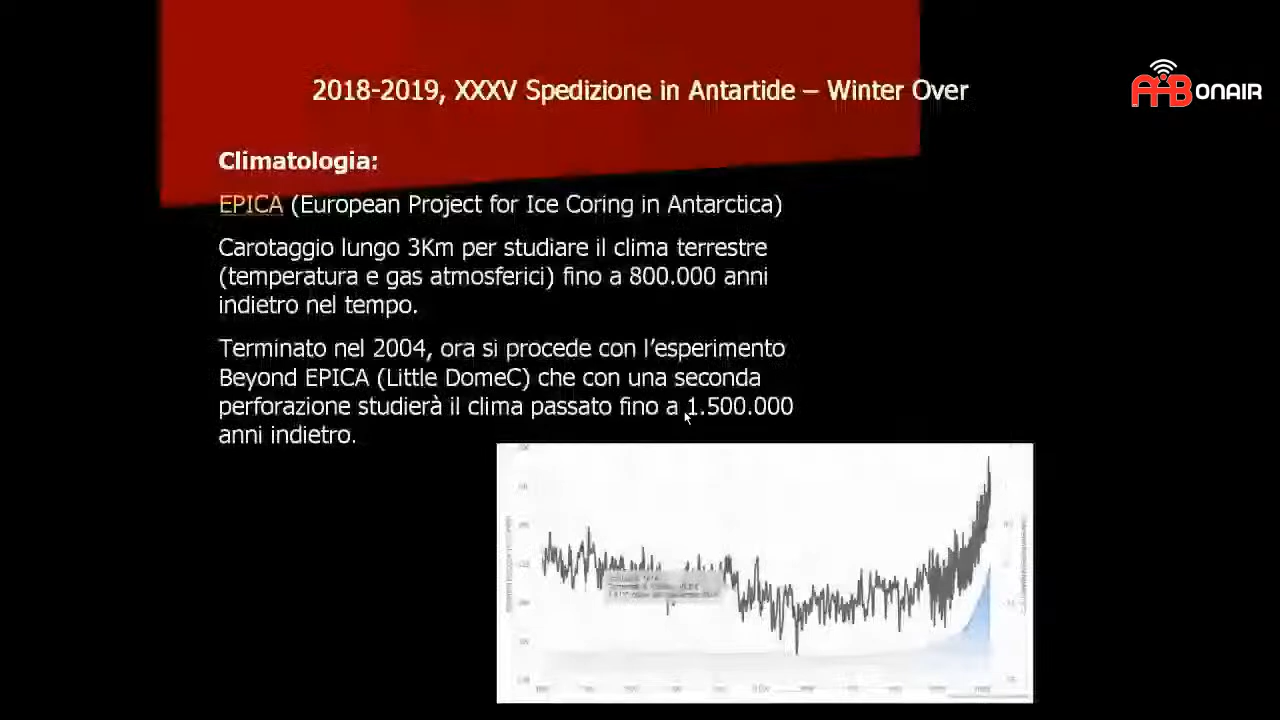 2018-2019, XXXV Spedizione in Antartide – Winter Over
AIR3 ONAIR
Climatologia:
EPICA (European Project for Ice Coring in Antarctica)
Carotaggio lungo 3Km per studiare il clima terrestre
(temperatura e gas atmosferici) fino a 800.000 anni
indietro nel tempo.
Terminato nel 2004, ora si procede con l'esperimento
Beyond EPICA (Little DomeC) che con una seconda
perforazione studierà il clima passato fino a 1.500.000
anni indietro.